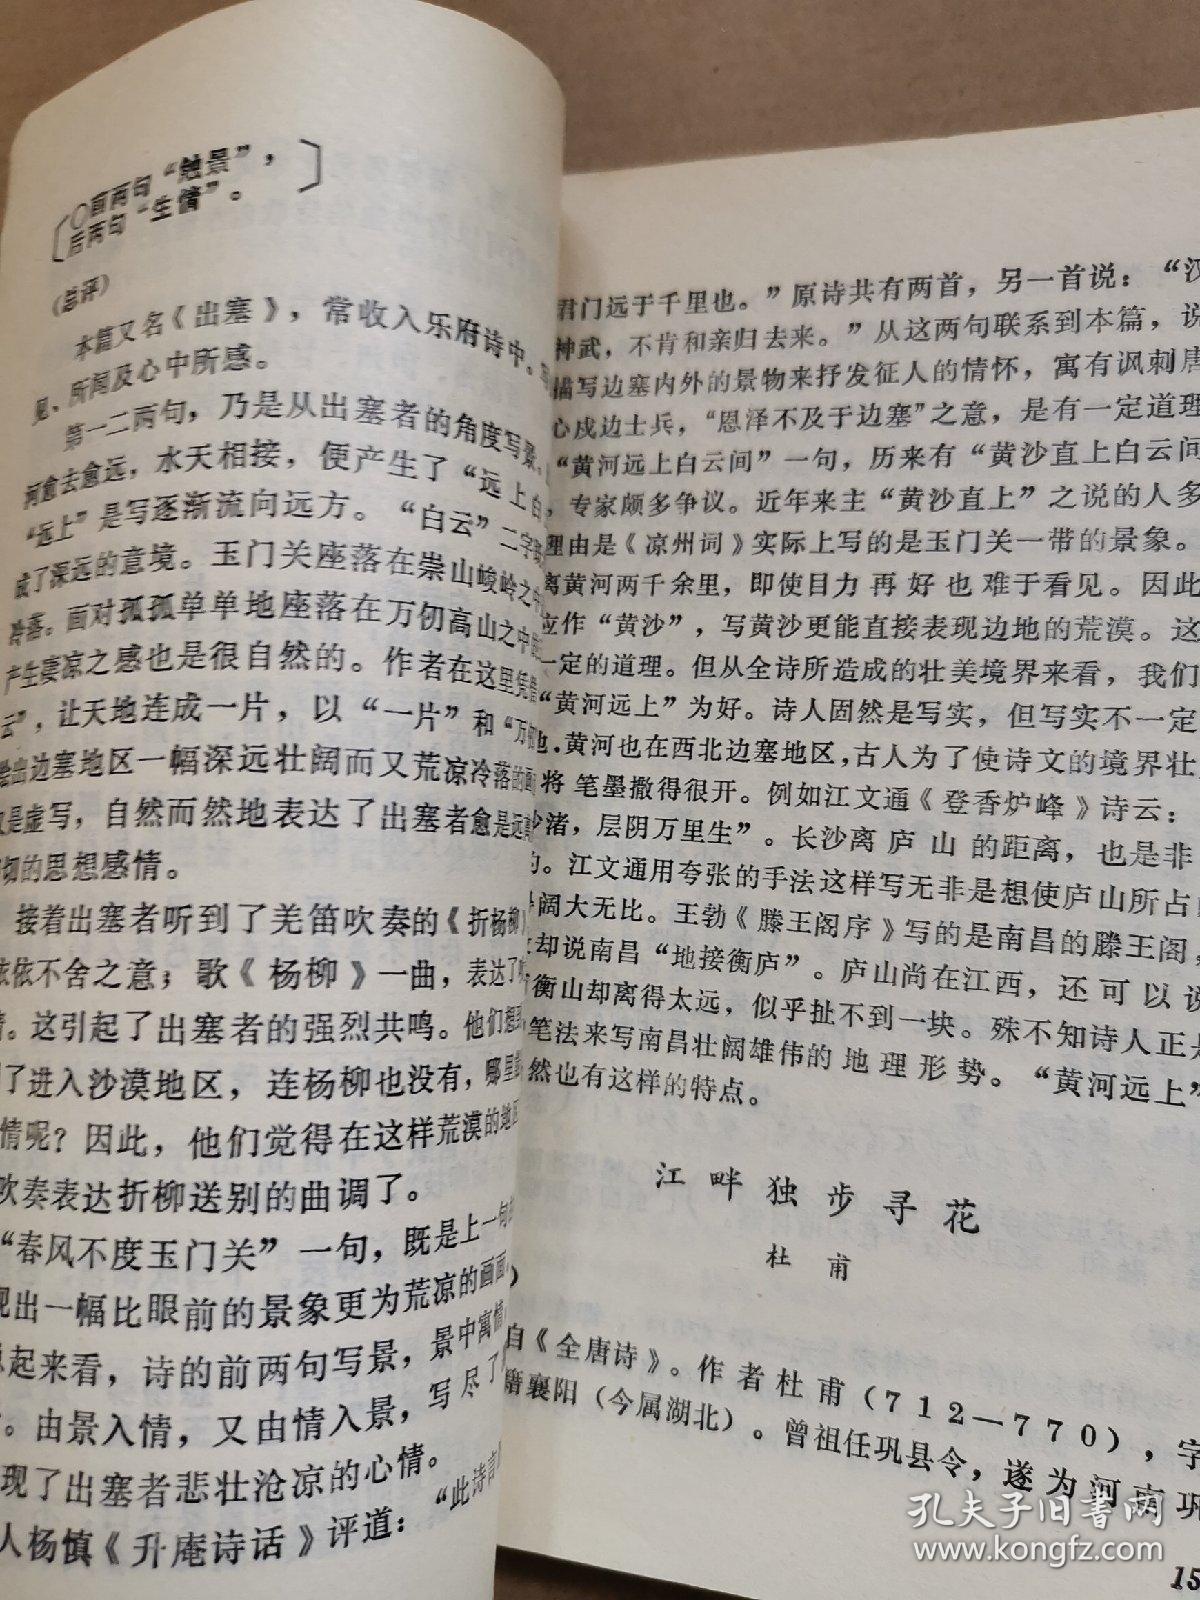 〔○前两句“触景”，
后两句“生情”。〕
（总评）
本篇又名《出塞》，常收入乐府诗中。
见、所闻及心中所感。
第一二两句，乃是从出塞者的角度写景。
河愈去愈远，水天相接，便产生了“远上白
“远上”是写逐渐流向远方。“白云”二字
成了深远的意境。玉门关座落在崇山峻岭之中
冷落。面对孤孤单单地座落在万仞高山之中
产生凄凉之感也是很自然的。作者在这里凭借
云”，让天地连成一片，以“一片”和“万仞
绘出边塞地区一幅深远壮阔而又荒凉冷落的画
是虚写，自然而然地表达了出塞者愈是远离
切的思想感情。
接着出塞者听到了羌笛吹奏的《折杨柳》
依依不舍之意；歌《杨柳》一曲，表达了
情。这引起了出塞者的强烈共鸣。他们想到
了进入沙漠地区，连杨柳也没有，哪里
情呢？因此，他们觉得在这样荒漠的地区
吹奏表达折柳送别的曲调了。
“春风不度玉门关”一句，既是上一句
现出一幅比眼前的景象更为荒凉的画面。
总起来看，诗的前两句写景，景中寓情，
。由景入情，又由情入景，写尽了
现了出塞者悲壮沧凉的心情。
人杨慎《升庵诗话》评道：“此诗言
君门远于千里也。”原诗共有两首，另一首说：“汉
神武，不肯和亲归去来。”从这两句联系到本篇，说
描写边塞内外的景物来抒发征人的情怀，寓有讽刺唐
心戍边士兵，“恩泽不及于边塞”之意，是有一定道理
“黄河远上白云间”一句，历来有“黄沙直上白云间
，专家颇多争议。近年来主“黄沙直上”之说的人多
理由是《凉州词》实际上写的是玉门关一带的景象。
离黄河两千余里，即使目力再好也难于看见。因此
应作“黄沙”，写黄沙更能直接表现边地的荒漠。这
一定的道理。但从全诗所造成的壮美境界来看，我们
“黄河远上”为好。诗人固然是写实，但写实不一定
也。黄河也在西北边塞地区，古人为了使诗文的境界壮
将笔墨撒得很开。例如江文通《登香炉峰》诗云：
沙渚，层阴万里生”。长沙离庐山的距离，也是非
的。江文通用夸张的手法这样写无非是想使庐山所占
阔大无比。王勃《滕王阁序》写的是南昌的滕王阁，
却说南昌“地接衡庐”。庐山尚在江西，还可以说
衡山却离得太远，似乎扯不到一块。殊不知诗人正是
笔法来写南昌壮阔雄伟的地理形势。“黄河远上”
然也有这样的特点。
江畔独步寻花
杜甫
自《全唐诗》。作者杜甫（712—770），字
籍襄阳（今属湖北）。曾祖任巩县令，遂为河南巩
15
孔夫子旧书网
www.kongfz.com